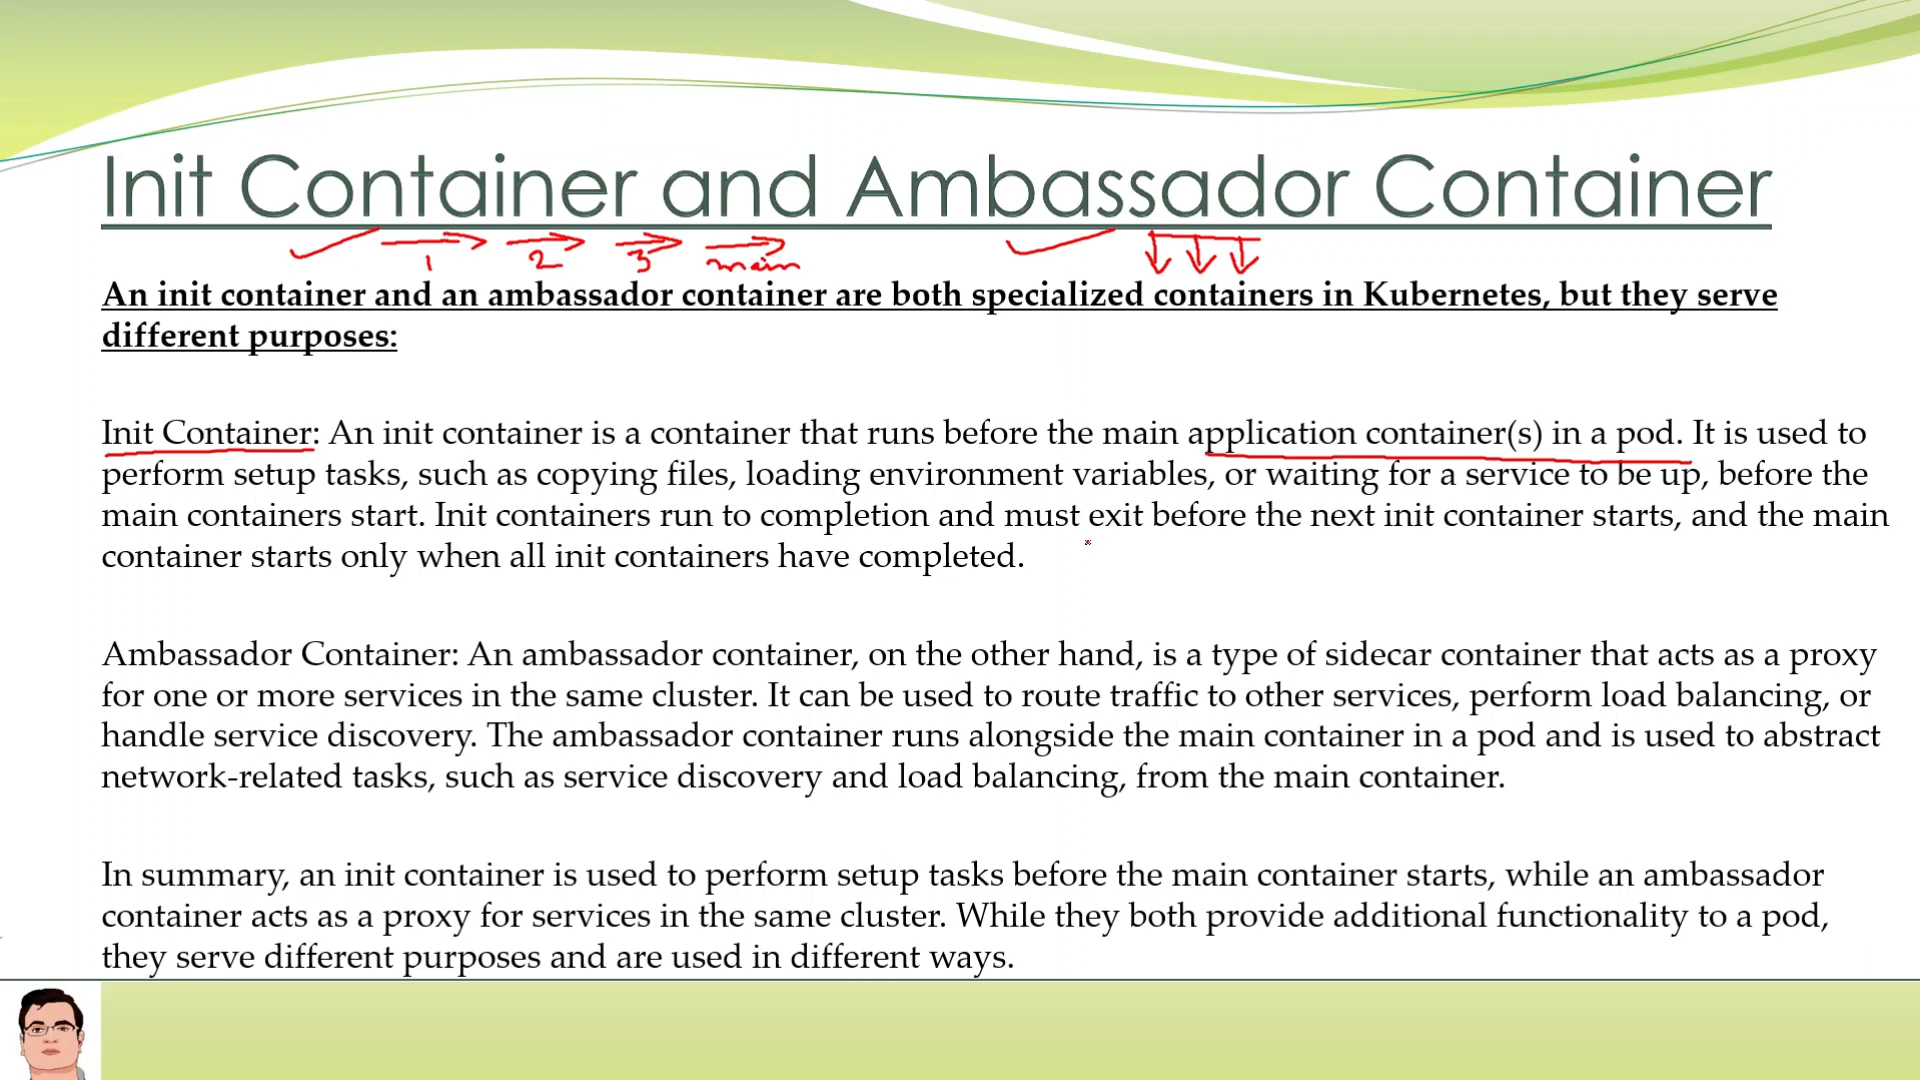 Init Container and Ambassador Container
1 2 3 main
An init container and an ambassador container are both specialized containers in Kubernetes, but they serve
different purposes:
Init Container: An init container is a container that runs before the main application container(s) in a pod. It is used to
perform setup tasks, such as copying files, loading environment variables, or waiting for a service to be up, before the
main containers start. Init containers run to completion and must exit before the next init container starts, and the main
container starts only when all init containers have completed.
Ambassador Container: An ambassador container, on the other hand, is a type of sidecar container that acts as a proxy
for one or more services in the same cluster. It can be used to route traffic to other services, perform load balancing, or
handle service discovery. The ambassador container runs alongside the main container in a pod and is used to abstract
network-related tasks, such as service discovery and load balancing, from the main container.
In summary, an init container is used to perform setup tasks before the main container starts, while an ambassador
container acts as a proxy for services in the same cluster. While they both provide additional functionality to a pod,
they serve different purposes and are used in different ways.